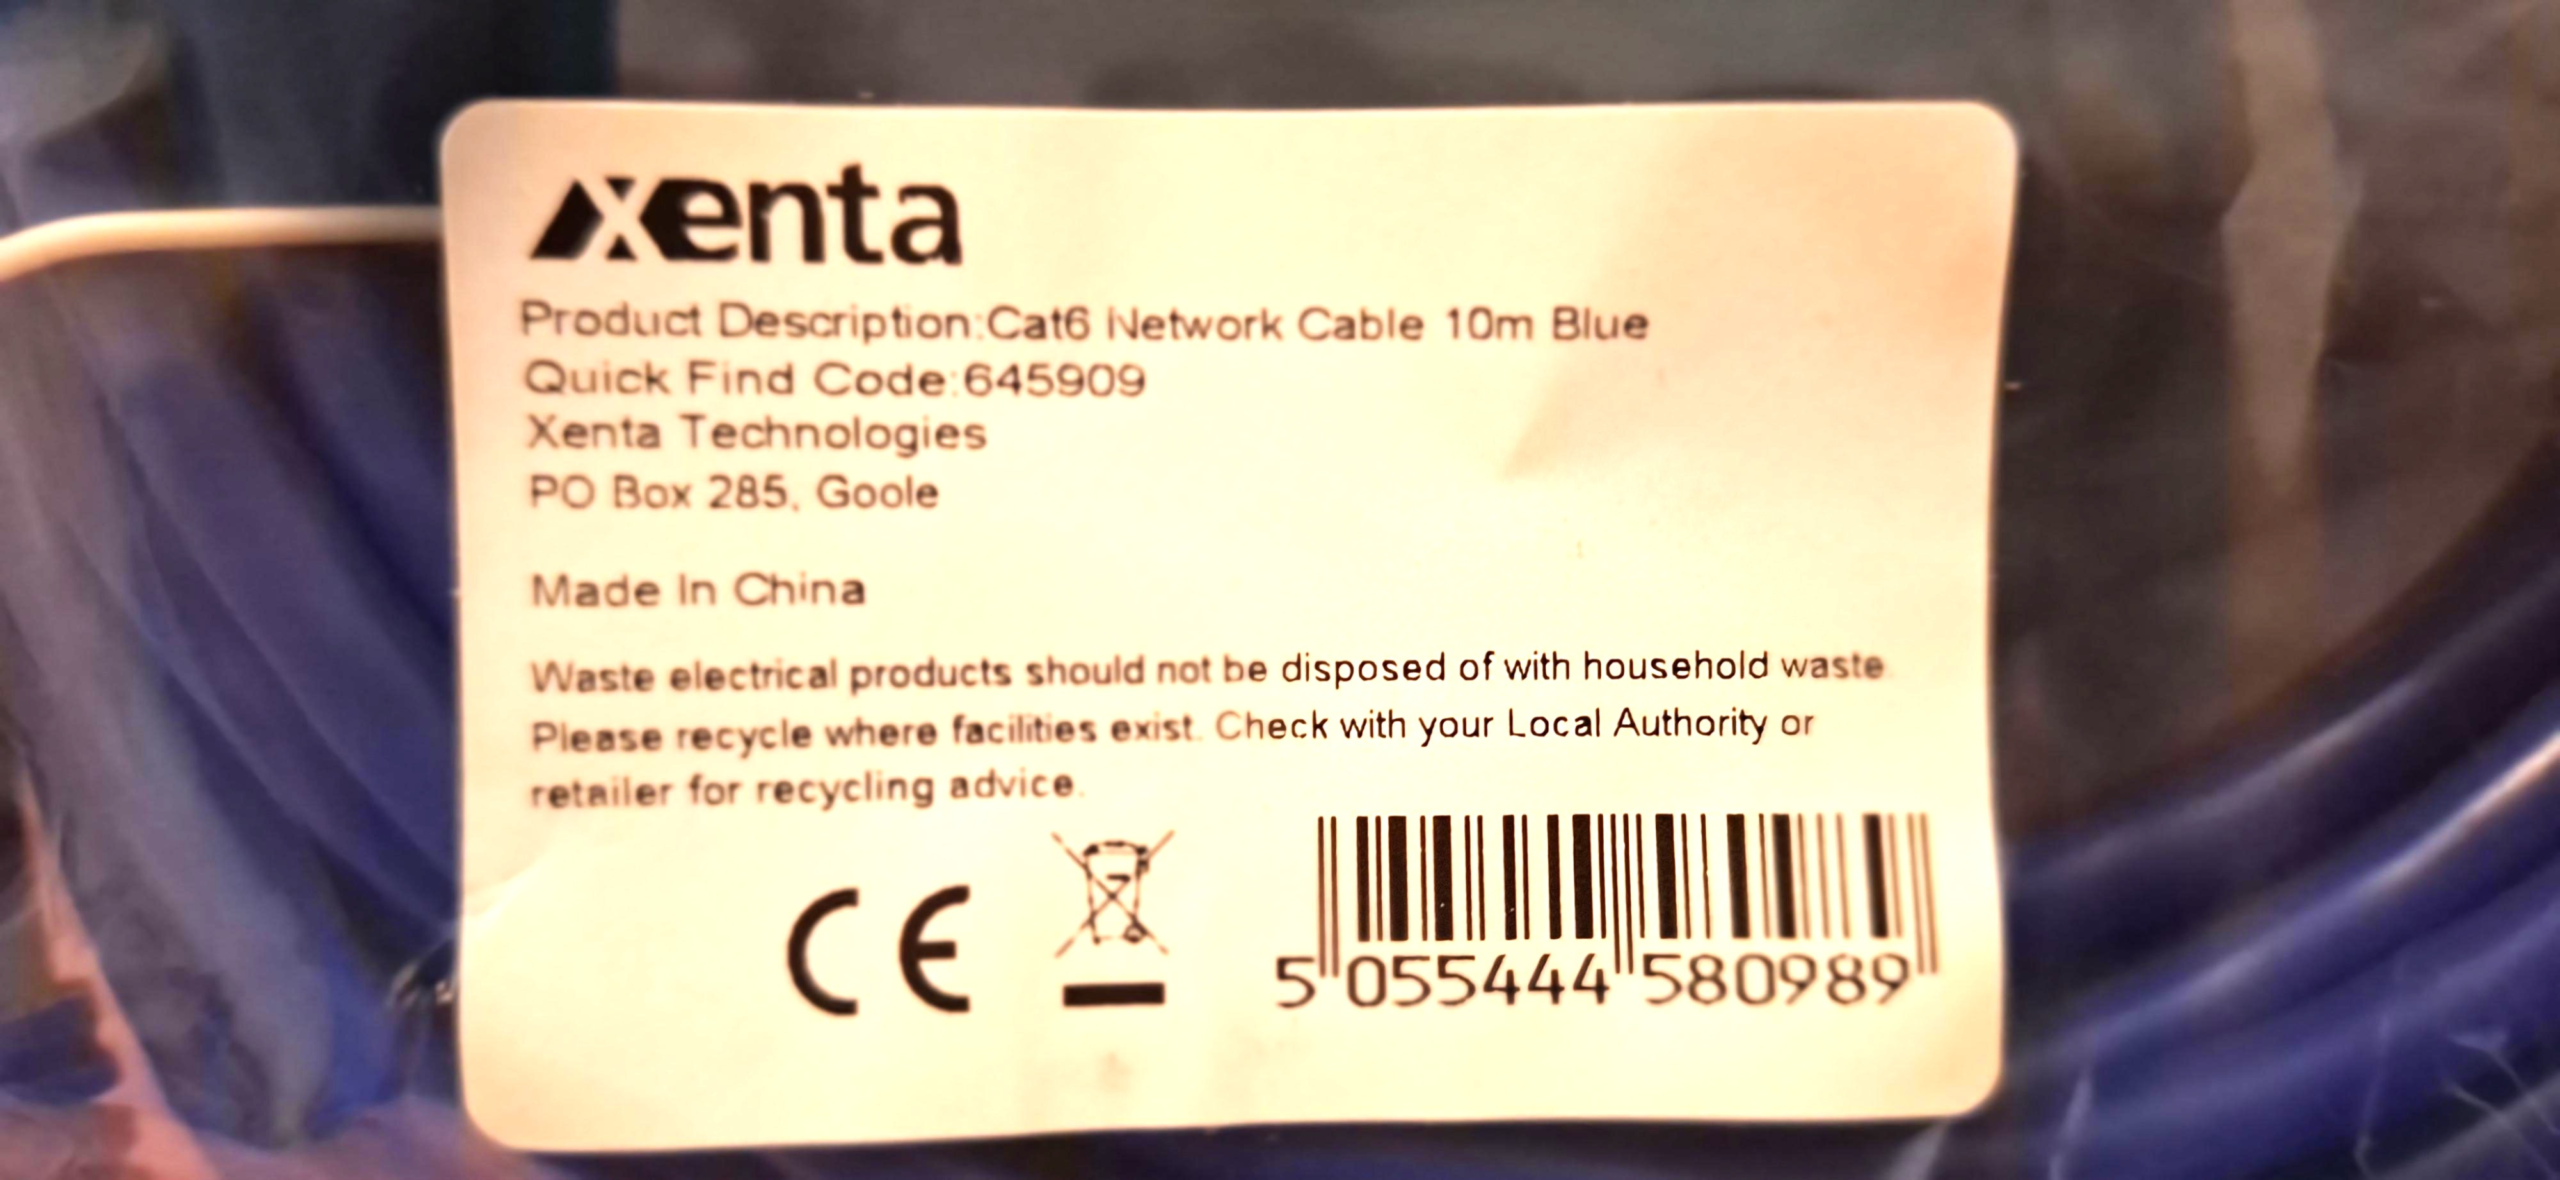 xenta
Product Description:Cat6 Network Cable 10m Blue
Quick Find Code:645909
Xenta Technologies
PO Box 285, Goole
Made In China
Waste electrical products should not be disposed of with household waste.
Please recycle where facilities exist. Check with your Local Authority or
retailer for recycling advice.
CE
5 055444 580989